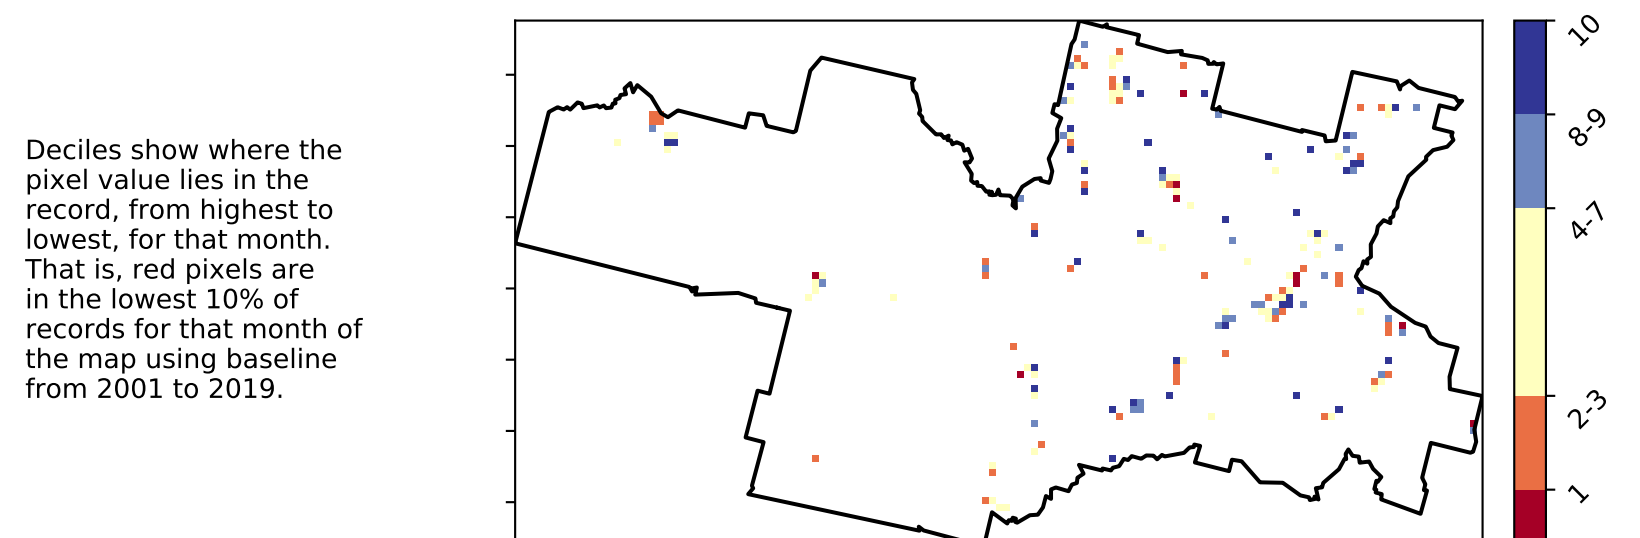 Deciles show where the
pixel value lies in the
record, from highest to
lowest, for that month.
That is, red pixels are
in the lowest 10% of
records for that month of
the map using baseline
from 2001 to 2019.
10
8-9
4-7
2-3
1